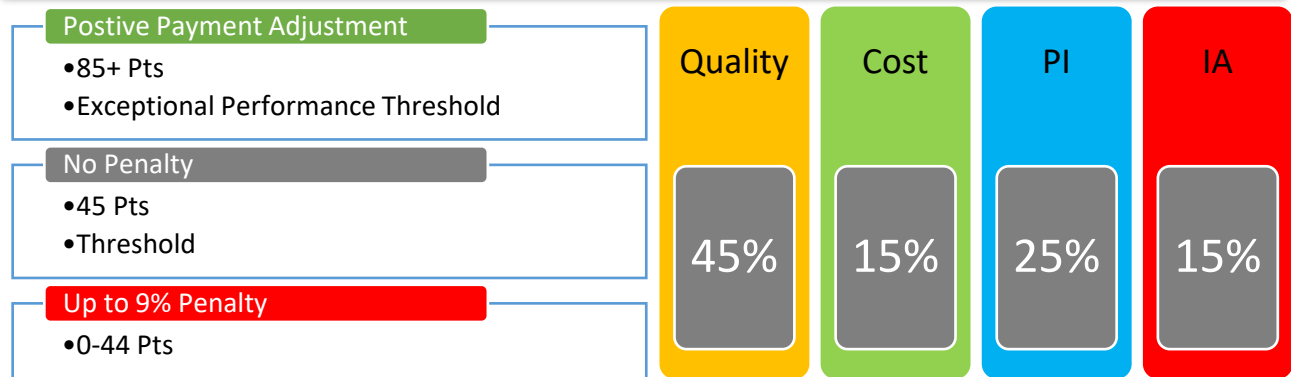 Postive Payment Adjustment
•85+ Pts
•Exceptional Performance Threshold
No Penalty
•45 Pts
•Threshold
Up to 9% Penalty
•0-44 Pts
Quality
Cost
PI
IA
45%
15%
25%
15%